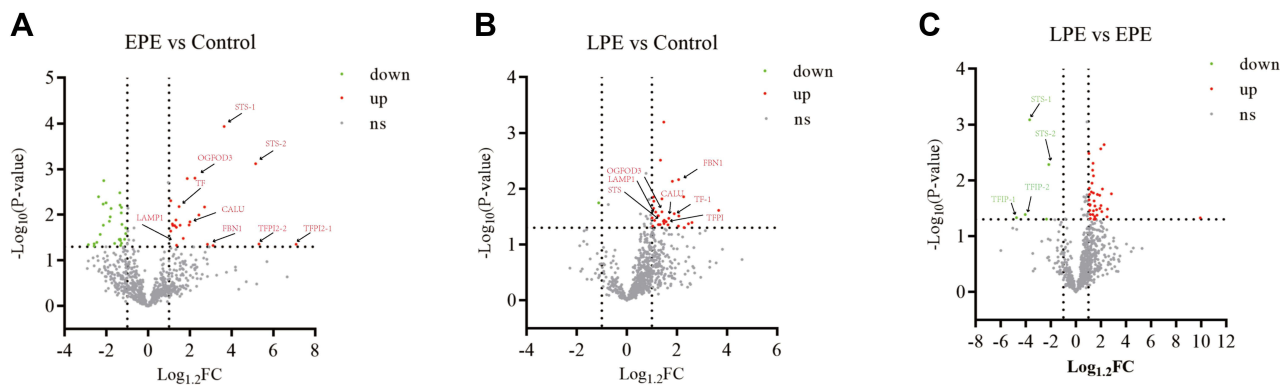 A
EPE vs Control
down
up
ns
5
4
3
2
1
0
-Log10(P-value)
STS-1
STS-2
OGFOD3
TF
CALU
LAMP1
FBN1
TFPI2-2
TFPI2-1
-4
-2
0
2
4
6
8
Log1.2FC
B
LPE vs Control
down
up
ns
4
3
2
1
0
-Log10(P-value)
OGFOD3
LAMP1
STS
FBN1
CALU
TF-1
TFPI
-4
-2
0
2
4
6
Log1.2FC
C
LPE vs EPE
down
up
ns
4
3
2
1
0
-Log10(P-value)
STS-1
STS-2
TFIP-1
TFIP-2
-8
-6
-4
-2
0
2
4
6
8
10
12
Log1.2FC